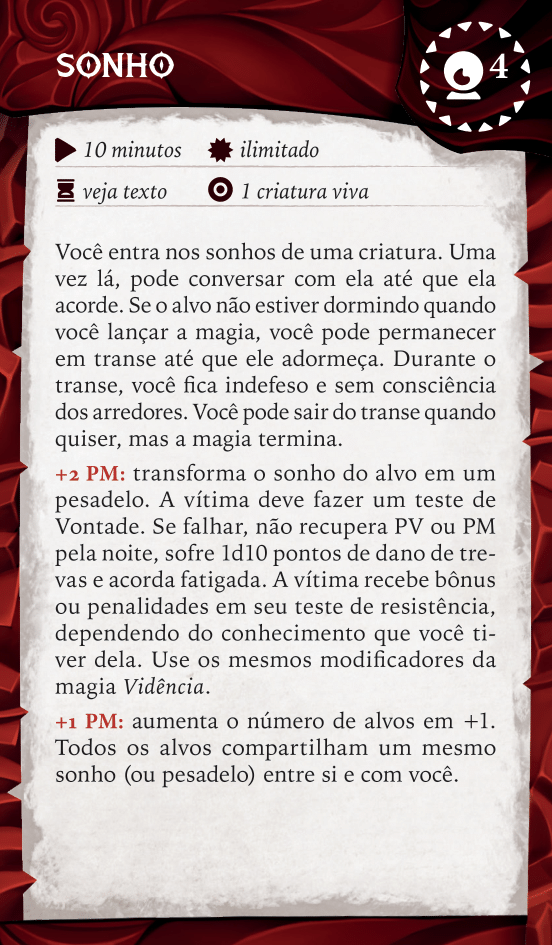 SONHO
4
10 minutos
ilimitado
veja texto
1 criatura viva
Você entra nos sonhos de uma criatura. Uma
vez lá, pode conversar com ela até que ela
acorde. Se o alvo não estiver dormindo quando
você lançar a magia, você pode permanecer
em transe até que ele adormeça. Durante o
transe, você fica indefeso e sem consciência
dos arredores. Você pode sair do transe quando
quiser, mas a magia termina.
+2 PM: transforma o sonho do alvo em um
pesadelo. A vítima deve fazer um teste de
Vontade. Se falhar, não recupera PV ou PM
pela noite, sofre 1d10 pontos de dano de tre-
vas e acorda fatigada. A vítima recebe bônus
ou penalidades em seu teste de resistência,
dependendo do conhecimento que você ti-
ver dela. Use os mesmos modificadores da
magia Vidência.
+1 PM: aumenta o número de alvos em +1.
Todos os alvos compartilham um mesmo
sonho (ou pesadelo) entre si e com você.